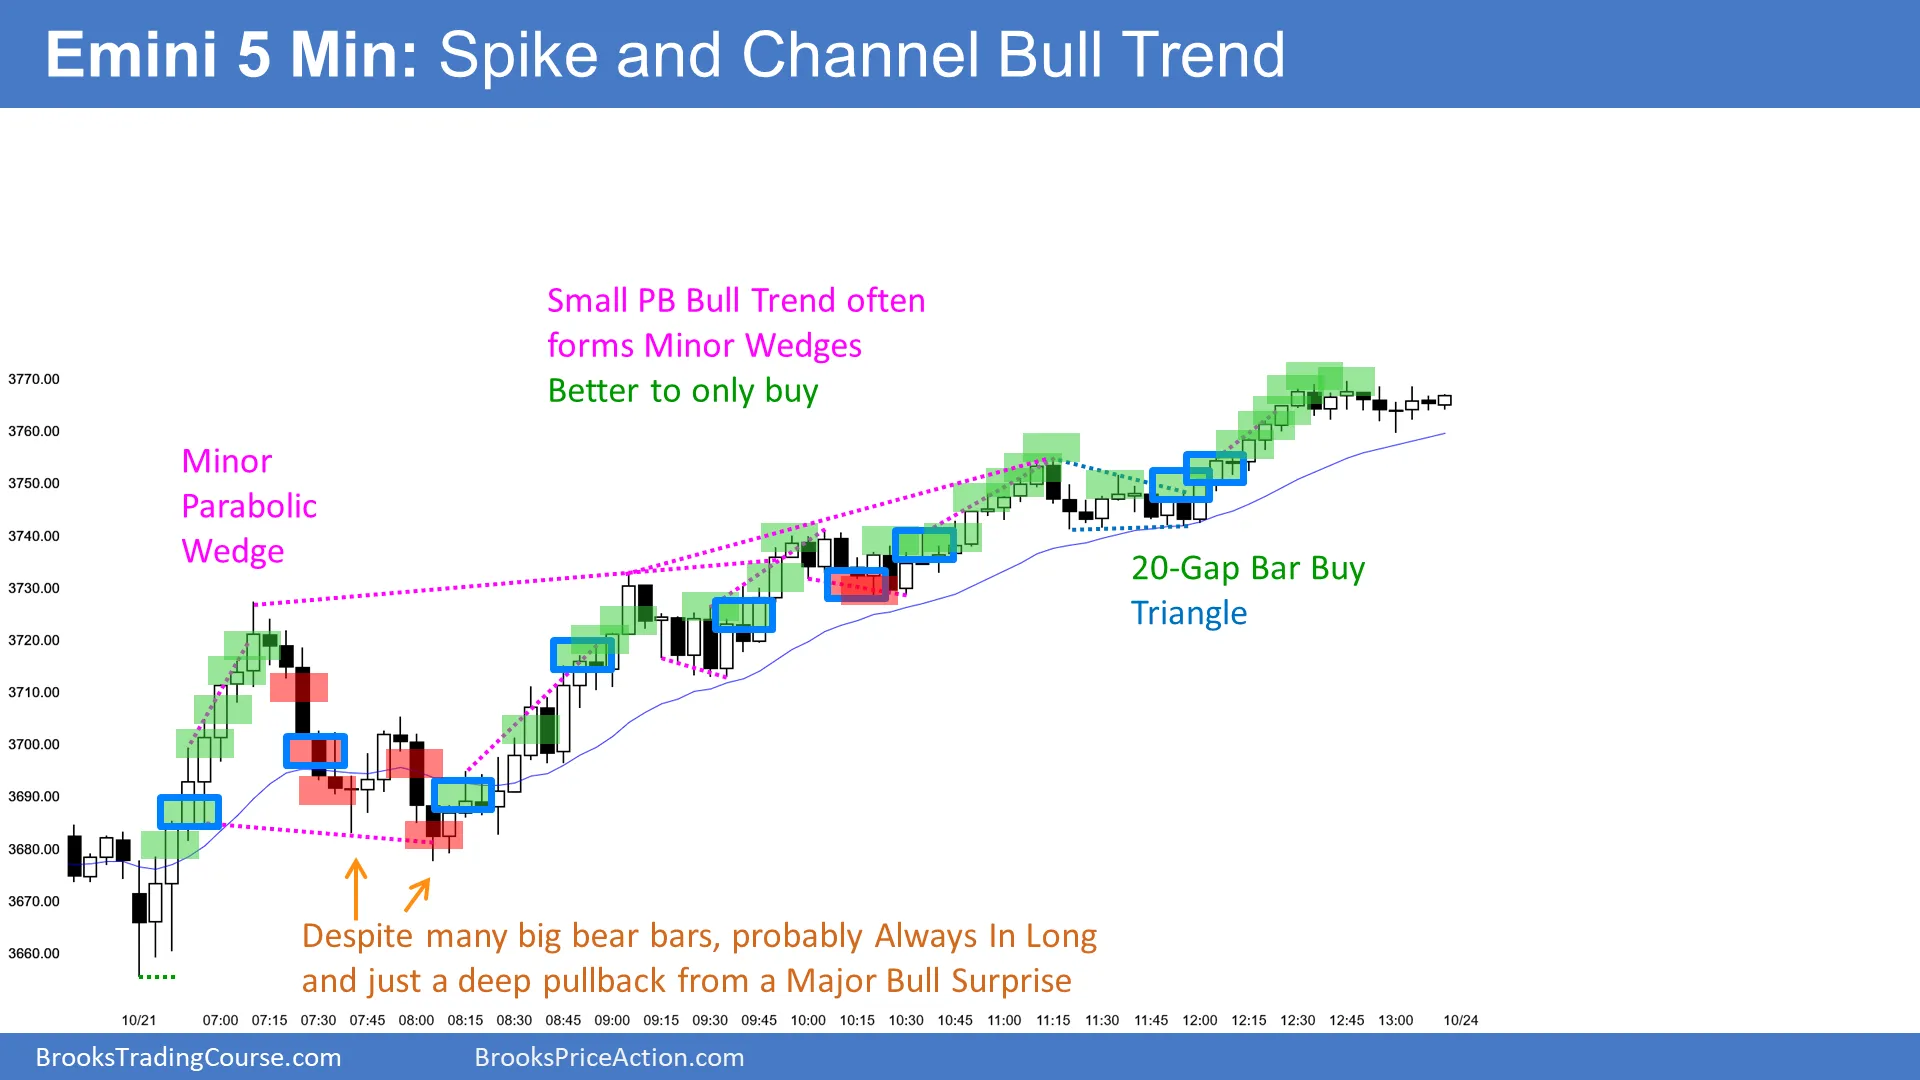 Emini 5 Min: Spike and Channel Bull Trend
Small PB Bull Trend often
forms Minor Wedges
Better to only buy
Minor
Parabolic
Wedge
20-Gap Bar Buy
Triangle
Despite many big bear bars, probably Always In Long
and just a deep pullback from a Major Bull Surprise
3770.00
3760.00
3750.00
3740.00
3730.00
3720.00
3710.00
3700.00
3690.00
3680.00
3670.00
3660.00
10/21 07:00 07:15 07:30 07:45 08:00 08:15 08:30 08:45 09:00 09:15 09:30 09:45 10:00 10:15 10:30 10:45 11:00 11:15 11:30 11:45 12:00 12:15 12:30 12:45 13:00 10/24
BrooksTradingCourse.com BrooksPriceAction.com